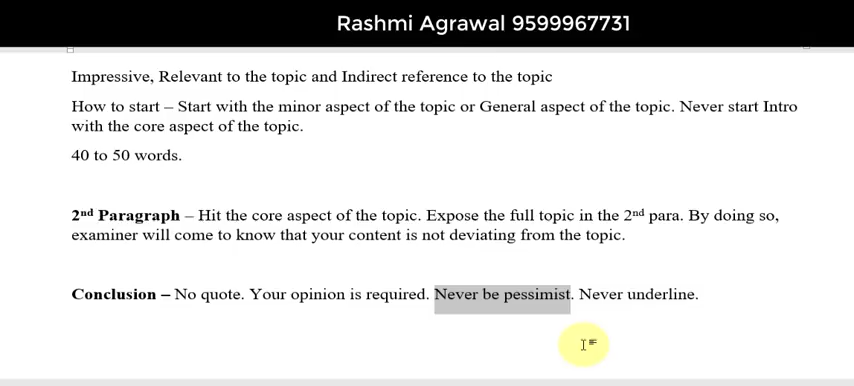 Rashmi Agrawal 9599967731
Impressive, Relevant to the topic and Indirect reference to the topic
How to start – Start with the minor aspect of the topic or General aspect of the topic. Never start Intro
with the core aspect of the topic.
40 to 50 words.
2nd Paragraph – Hit the core aspect of the topic. Expose the full topic in the 2nd para. By doing so,
examiner will come to know that your content is not deviating from the topic.
Conclusion – No quote. Your opinion is required. Never be pessimist. Never underline.